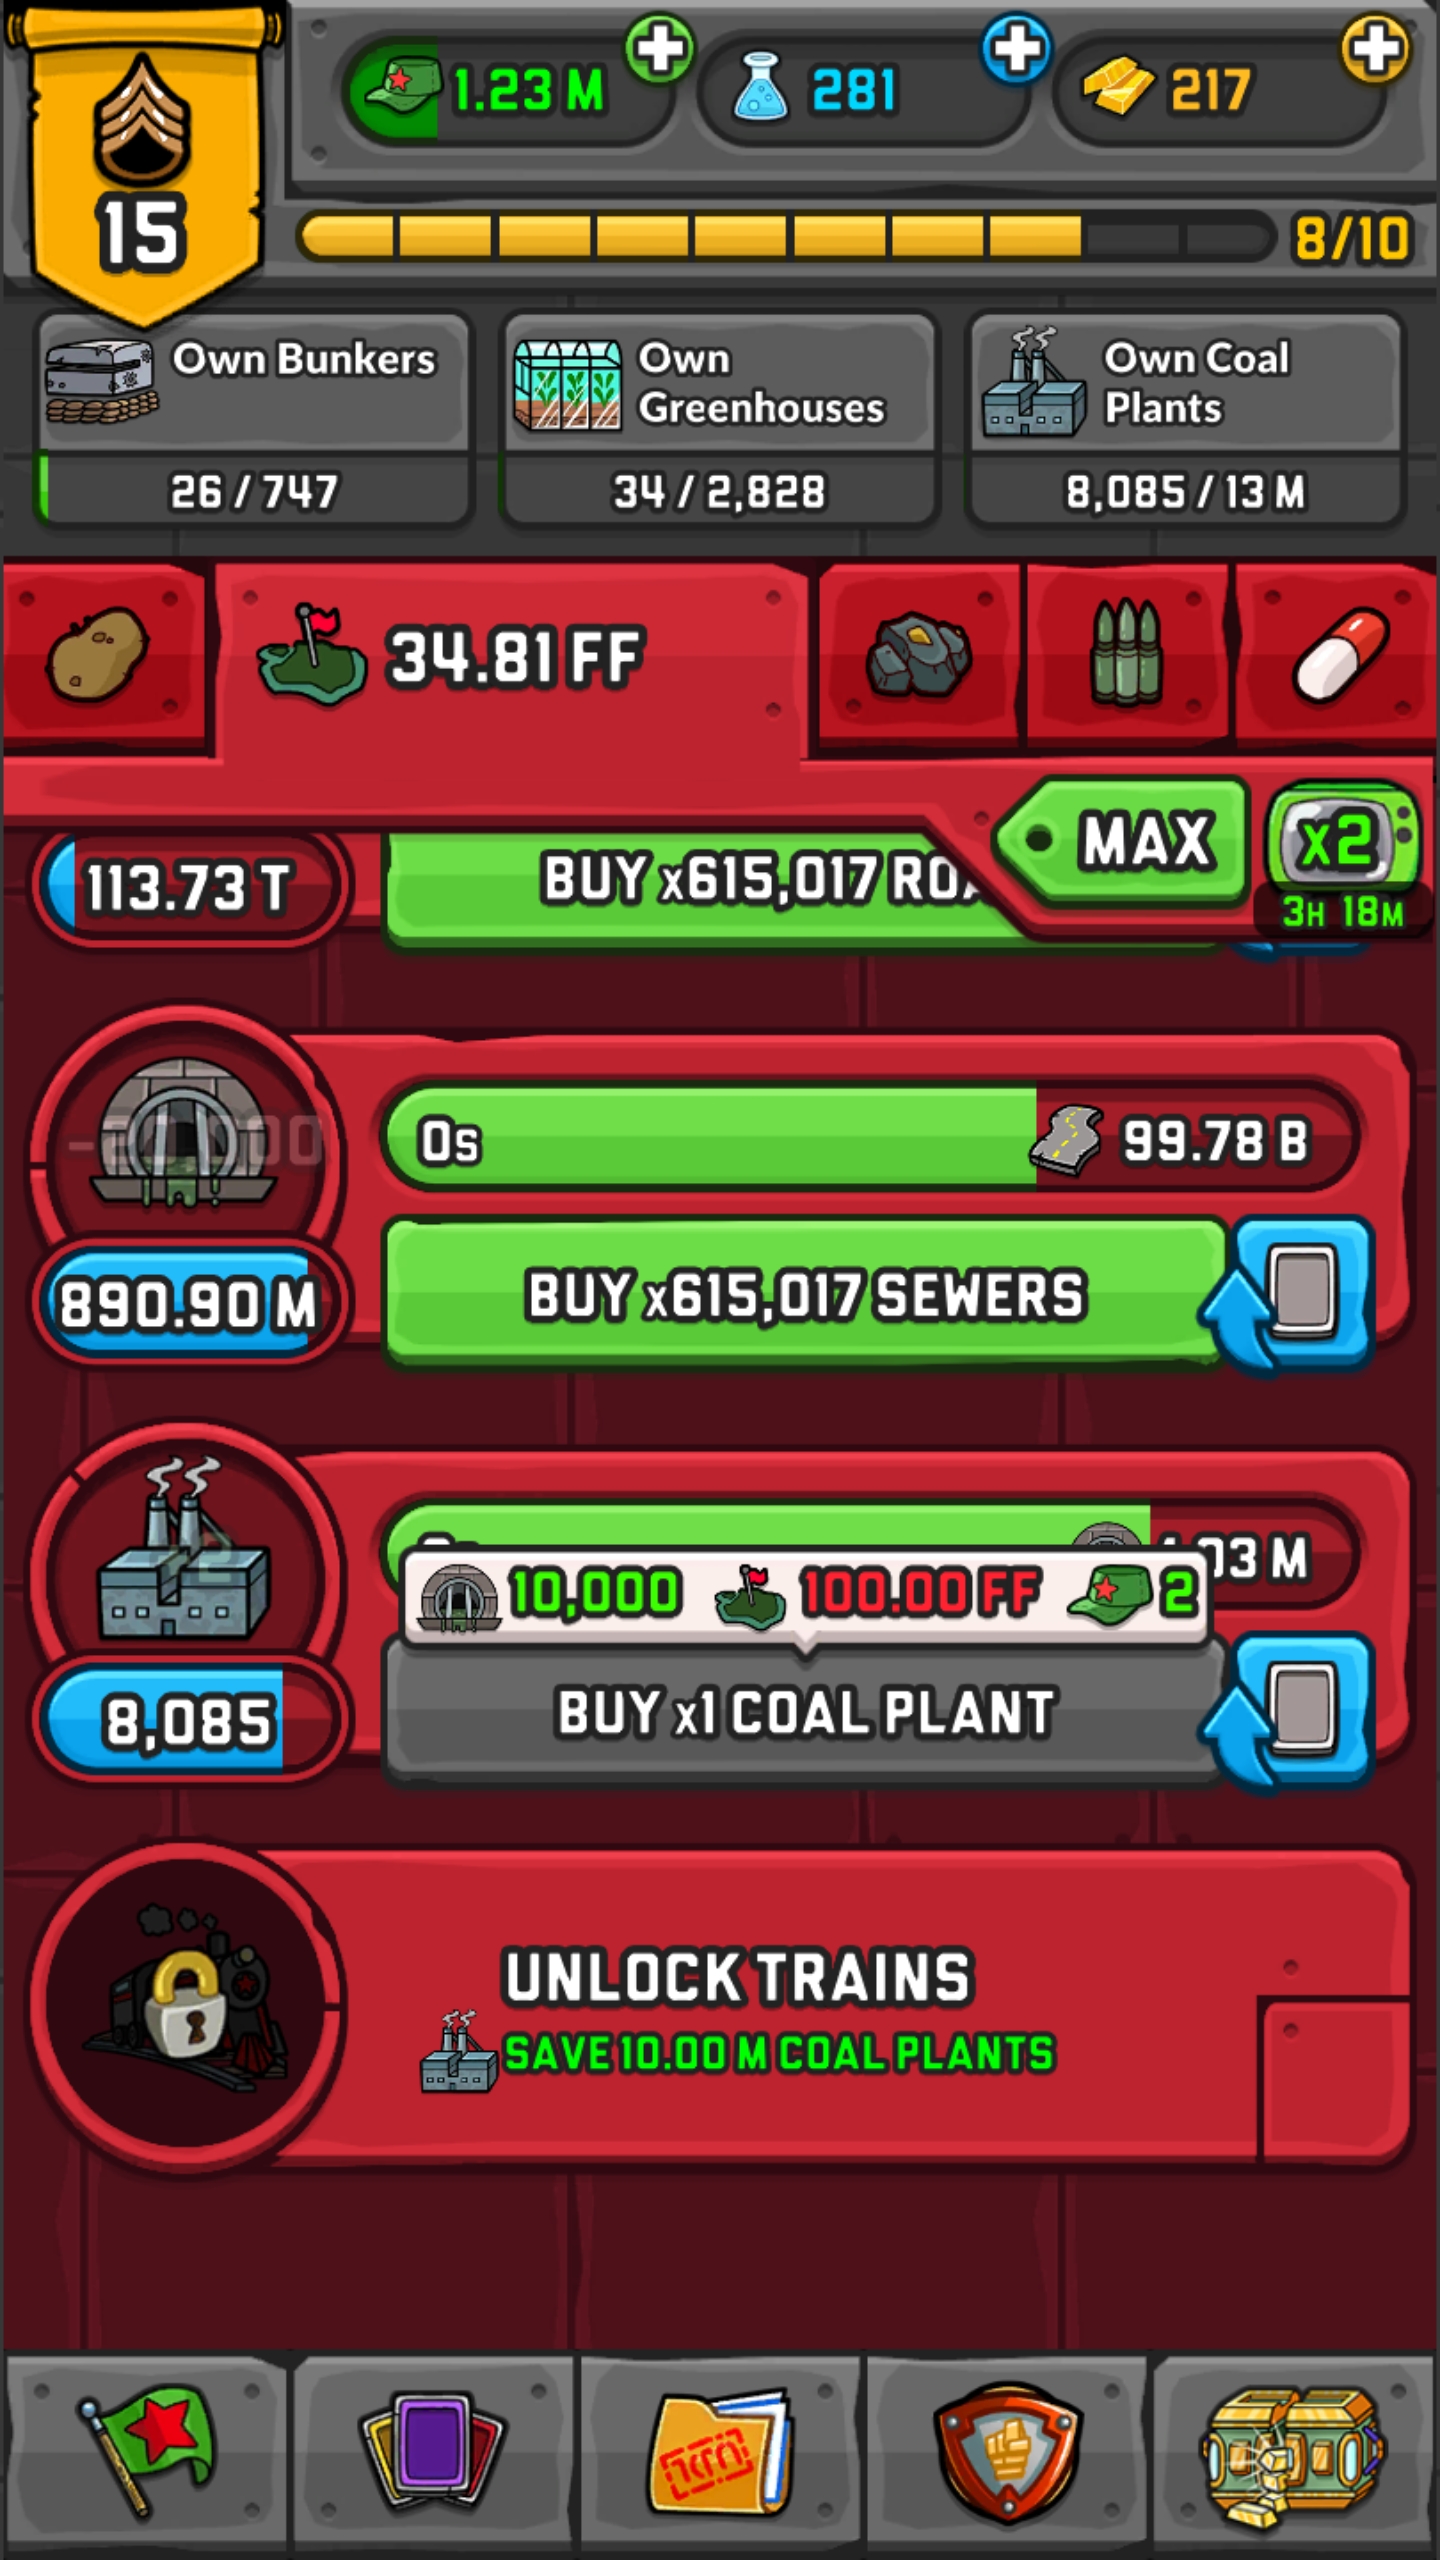 1.23 M
281
217
15
8/10
Own Bunkers
26 / 747
Own
Greenhouses
34 / 2,828
Own Coal
Plants
8,085 / 13 M
34.81 FF
MAX
x2
3H 18M
113.73 T
BUY x615,017
0s
99.78 B
890.90 M
BUY x615,017 SEWERS
03 M
10,000
100.00 FF
2
8,085
BUY x1 COAL PLANT
UNLOCK TRAINS
SAVE 10.00 M COAL PLANTS